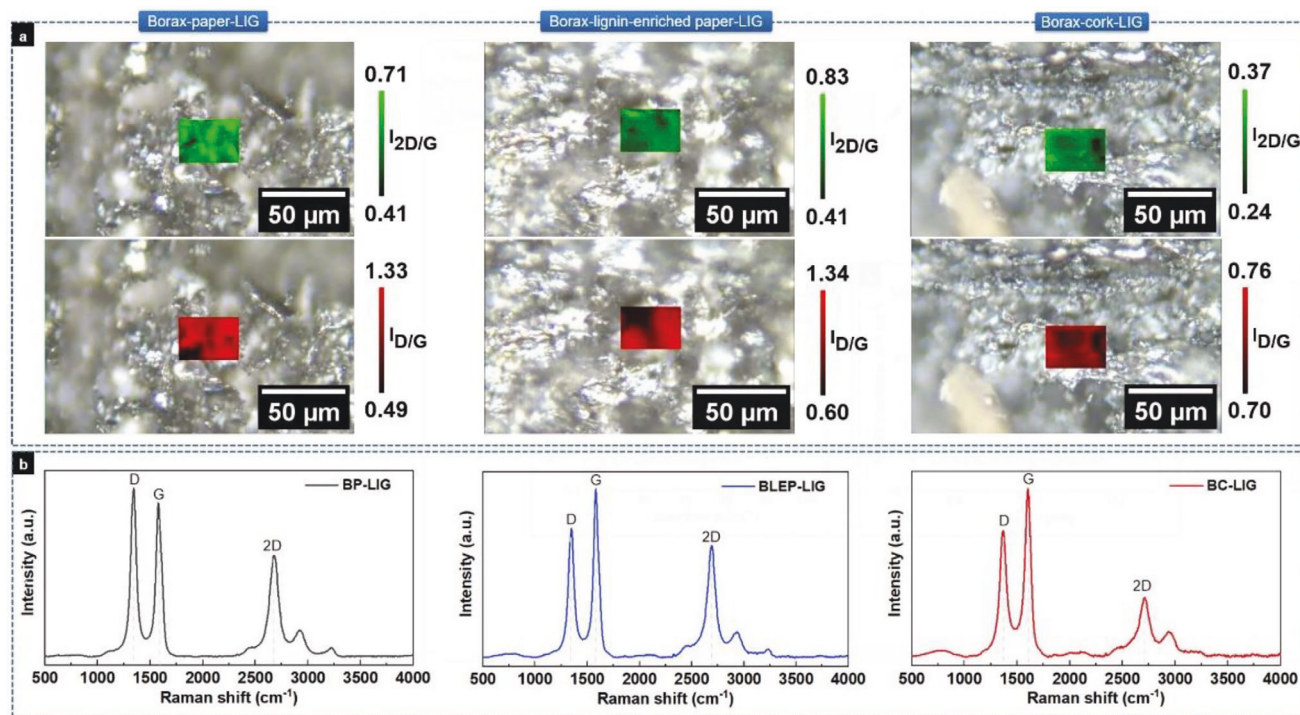 Borax-paper-LIG
Borax-lignin-enriched paper-LIG
Borax-cork-LIG
a
0.71
I2D/G
0.41
50 µm
0.83
I2D/G
0.41
50 µm
0.37
I2D/G
0.24
50 µm
1.33
ID/G
0.49
50 µm
1.34
ID/G
0.60
50 µm
0.76
ID/G
0.70
50 µm
b
Intensity (a.u.)
D
G
2D
BP-LIG
500 1000 1500 2000 2500 3000 3500 4000
Raman shift (cm⁻¹)
Intensity (a.u.)
D
G
2D
BLEP-LIG
500 1000 1500 2000 2500 3000 3500 4000
Raman shift (cm⁻¹)
Intensity (a.u.)
D
G
2D
BC-LIG
500 1000 1500 2000 2500 3000 3500 4000
Raman shift (cm⁻¹)